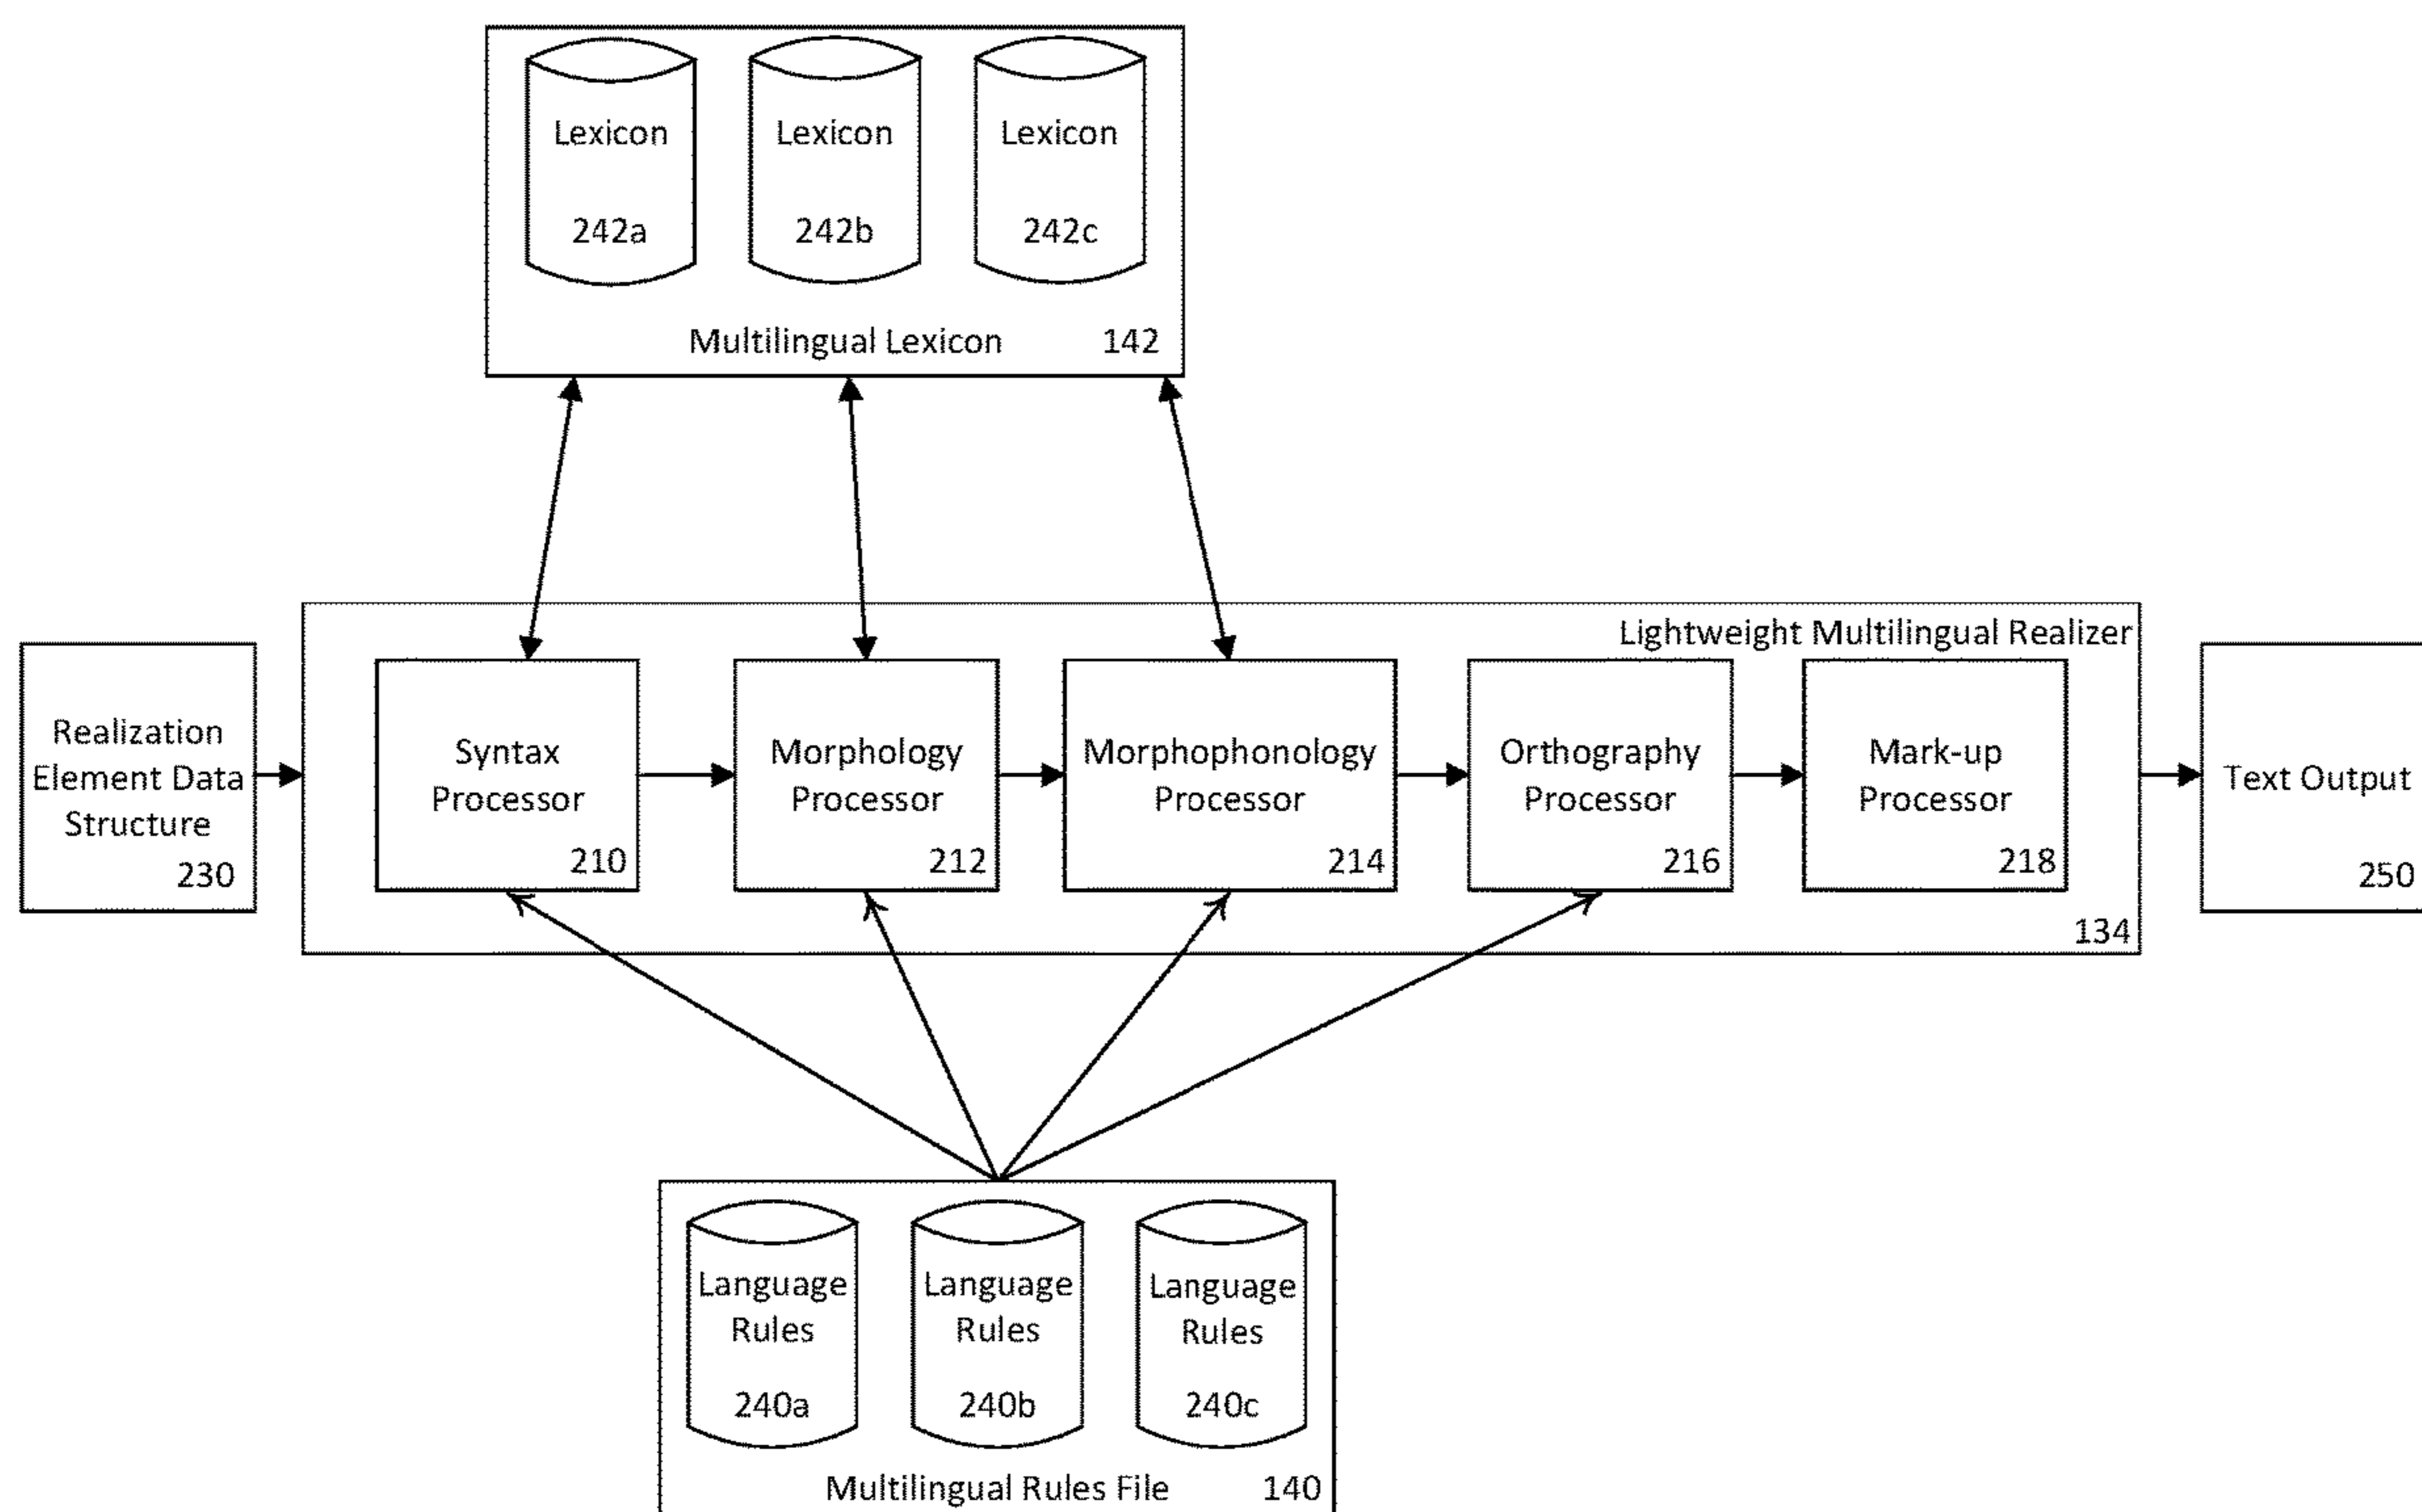 Lexicon
242a
Lexicon
242b
Lexicon
242c
Multilingual Lexicon 142
Lightweight Multilingual Realizer
Realization
Element Data
Structure
230
Syntax
Processor
210
Morphology
Processor
212
Morphophonology
Processor
214
Orthography
Processor
216
Mark-up
Processor
218
134
Text Output
250
Language
Rules
240a
Language
Rules
240b
Language
Rules
240c
Multilingual Rules File 140